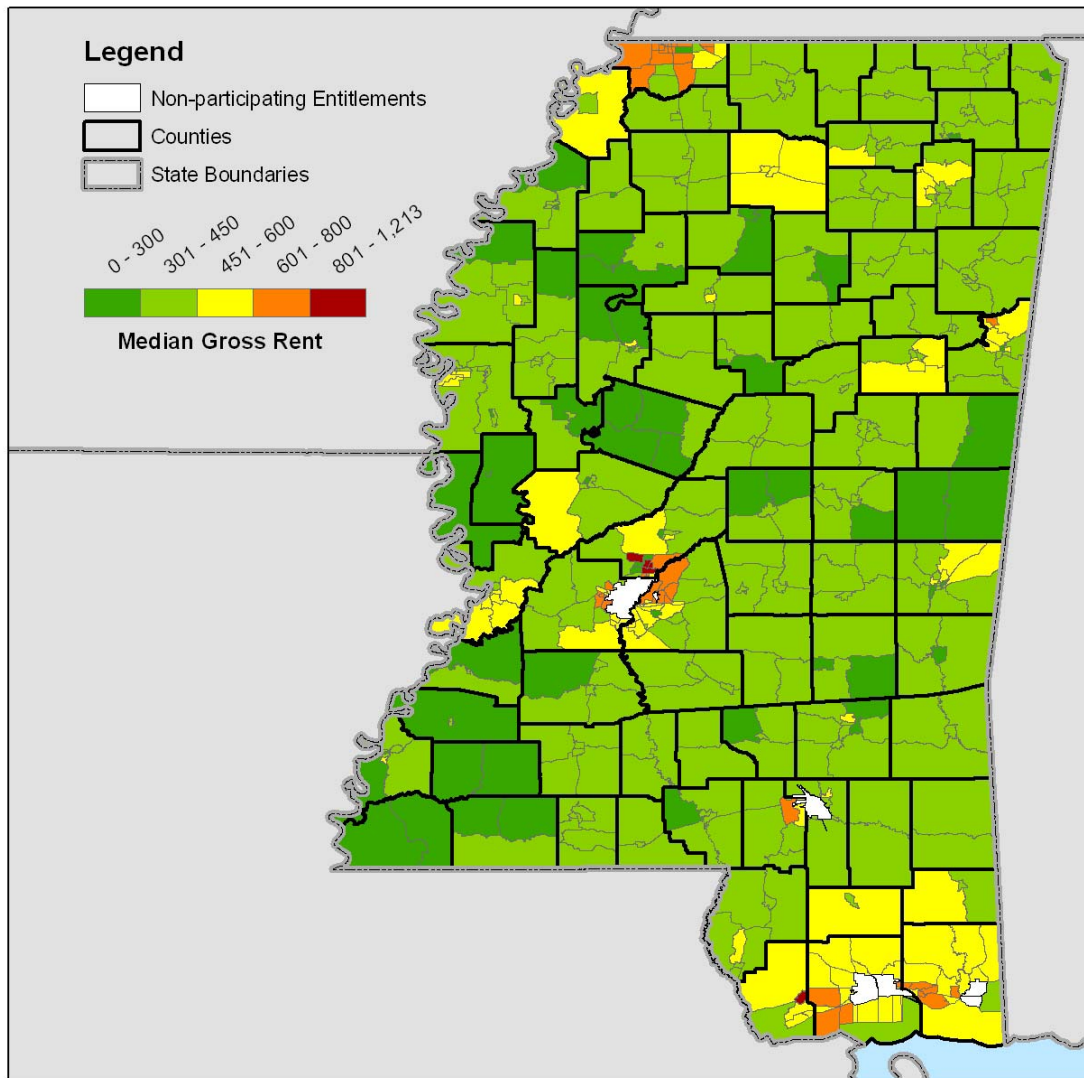 Legend
Non-participating Entitlements
Counties
State Boundaries
0 - 300
301 - 450
451 - 600
601 - 800
801 - 1,213
Median Gross Rent